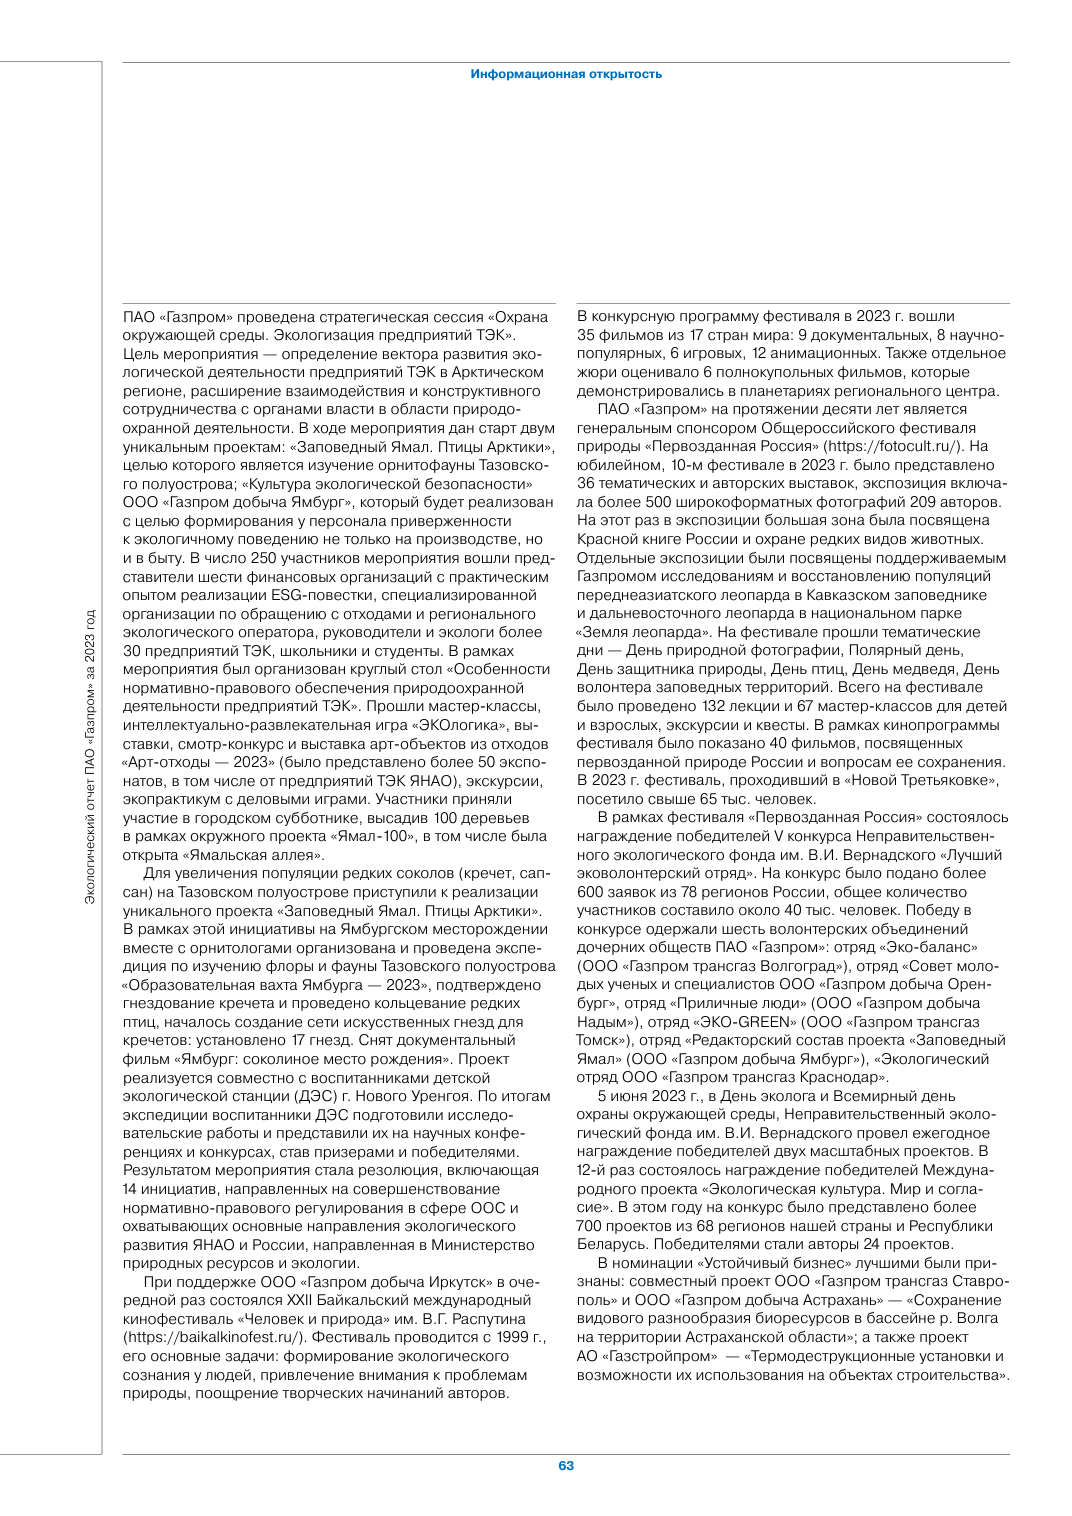 Информационная открытость
ПАО «Газпром» проведена стратегическая сессия «Охрана
окружающей среды. Экологизация предприятий ТЭК».
Цель мероприятия — определение вектора развития эко-
логической деятельности предприятий ТЭК в Арктическом
регионе, расширение взаимодействия и конструктивного
сотрудничества с органами власти в области природо-
охранной деятельности. В ходе мероприятия дан старт двум
уникальным проектам: «Заповедный Ямал. Птицы Арктики»,
целью которого является изучение орнитофауны Тазовско-
го полуострова; «Культура экологической безопасности»
ООО «Газпром добыча Ямбург», который будет реализован
с целью формирования у персонала приверженности
к экологичному поведению не только на производстве, но
и в быту. В число 250 участников мероприятия вошли пред-
ставители шести финансовых организаций с практическим
опытом реализации ESG-повестки, специализированной
организации по обращению с отходами и регионального
экологического оператора, руководители и экологи более
30 предприятий ТЭК, школьники и студенты. В рамках
мероприятия был организован круглый стол «Особенности
нормативно-правового обеспечения природоохранной
деятельности предприятий ТЭК». Прошли мастер-классы,
интеллектуально-развлекательная игра «ЭКОлогика», вы-
ставки, смотр-конкурс и выставка арт-объектов из отходов
«Арт-отходы — 2023» (было представлено более 50 экспо-
натов, в том числе от предприятий ТЭК ЯНАО), экскурсии,
экопрактикум с деловыми играми. Участники приняли
участие в городском субботнике, высадив 100 деревьев
в рамках окружного проекта «Ямал-100», в том числе была
открыта «Ямальская аллея».
Для увеличения популяции редких соколов (кречет, сап-
сан) на Тазовском полуострове приступили к реализации
уникального проекта «Заповедный Ямал. Птицы Арктики».
В рамках этой инициативы на Ямбургском месторождении
вместе с орнитологами организована и проведена экспе-
диция по изучению флоры и фауны Тазовского полуострова
«Образовательная вахта Ямбурга — 2023», подтверждено
гнездование кречета и проведено кольцевание редких
птиц, началось создание сети искусственных гнезд для
кречетов: установлено 17 гнезд. Снят документальный
фильм «Ямбург: соколиное место рождения». Проект
реализуется совместно с воспитанниками детской
экологической станции (ДЭС) г. Нового Уренгоя. По итогам
экспедиции воспитанники ДЭС подготовили исследо-
вательские работы и представили их на научных конфе-
ренциях и конкурсах, став призерами и победителями.
Результатом мероприятия стала резолюция, включающая
14 инициатив, направленных на совершенствование
нормативно-правового регулирования в сфере ООС и
охватывающих основные направления экологического
развития ЯНАО и России, направленная в Министерство
природных ресурсов и экологии.
При поддержке ООО «Газпром добыча Иркутск» в оче-
редной раз состоялся XXII Байкальский международный
кинофестиваль «Человек и природа» им. В.Г. Распутина
(https://baikalkinofest.ru/). Фестиваль проводится с 1999 г.,
его основные задачи: формирование экологического
сознания у людей, привлечение внимания к проблемам
природы, поощрение творческих начинаний авторов.
В конкурсную программу фестиваля в 2023 г. вошли
35 фильмов из 17 стран мира: 9 документальных, 8 научно-
популярных, 6 игровых, 12 анимационных. Также отдельное
жюри оценивало 6 полнокупольных фильмов, которые
демонстрировались в планетариях регионального центра.
ПАО «Газпром» на протяжении десяти лет является
генеральным спонсором Общероссийского фестиваля
природы «Первозданная Россия» (https://fotocult.ru/). На
юбилейном, 10-м фестивале в 2023 г. было представлено
36 тематических и авторских выставок, экспозиция включа-
ла более 500 широкоформатных фотографий 209 авторов.
На этот раз в экспозиции большая зона была посвящена
Красной книге России и охране редких видов животных.
Отдельные экспозиции были посвящены поддерживаемым
Газпромом исследованиям и восстановлению популяций
переднеазиатского леопарда в Кавказском заповеднике
и дальневосточного леопарда в национальном парке
«Земля леопарда». На фестивале прошли тематические
дни — День природной фотографии, Полярный день,
День защитника природы, День птиц, День медведя, День
волонтера заповедных территорий. Всего на фестивале
было проведено 132 лекции и 67 мастер-классов для детей
и взрослых, экскурсии и квесты. В рамках кинопрограммы
фестиваля было показано 40 фильмов, посвященных
первозданной природе России и вопросам ее сохранения.
В 2023 г. фестиваль, проходивший в «Новой Третьяковке»,
посетило свыше 65 тыс. человек.
В рамках фестиваля «Первозданная Россия» состоялось
награждение победителей V конкурса Неправительствен-
ного экологического фонда им. В.И. Вернадского «Лучший
эковолонтерский отряд». На конкурс было подано более
600 заявок из 78 регионов России, общее количество
участников составило около 40 тыс. человек. Победу в
конкурсе одержали шесть волонтерских объединений
дочерних обществ ПАО «Газпром»: отряд «Эко-баланс»
(ООО «Газпром трансгаз Волгоград»), отряд «Совет моло-
дых ученых и специалистов ООО «Газпром добыча Орен-
бург», отряд «Приличные люди» (ООО «Газпром добыча
Надым»), отряд «ЭКО-GREEN» (ООО «Газпром трансгаз
Томск»), отряд «Редакторский состав проекта «Заповедный
Ямал» (ООО «Газпром добыча Ямбург»), «Экологический
отряд ООО «Газпром трансгаз Краснодар».
5 июня 2023 г., в День эколога и Всемирный день
охраны окружающей среды, Неправительственный эколо-
гический фонда им. В.И. Вернадского провел ежегодное
награждение победителей двух масштабных проектов. В
12-й раз состоялось награждение победителей Междуна-
родного проекта «Экологическая культура. Мир и согла-
сие». В этом году на конкурс было представлено более
700 проектов из 68 регионов нашей страны и Республики
Беларусь. Победителями стали авторы 24 проектов.
В номинации «Устойчивый бизнес» лучшими были при-
знаны: совместный проект ООО «Газпром трансгаз Ставро-
поль» и ООО «Газпром добыча Астрахань» — «Сохранение
видового разнообразия биоресурсов в бассейне р. Волга
на территории Астраханской области»; а также проект
АО «Газстройпром» — «Термодеструкционные установки и
возможности их использования на объектах строительства».
Экологический отчет ПАО «Газпром» за 2023 год
63